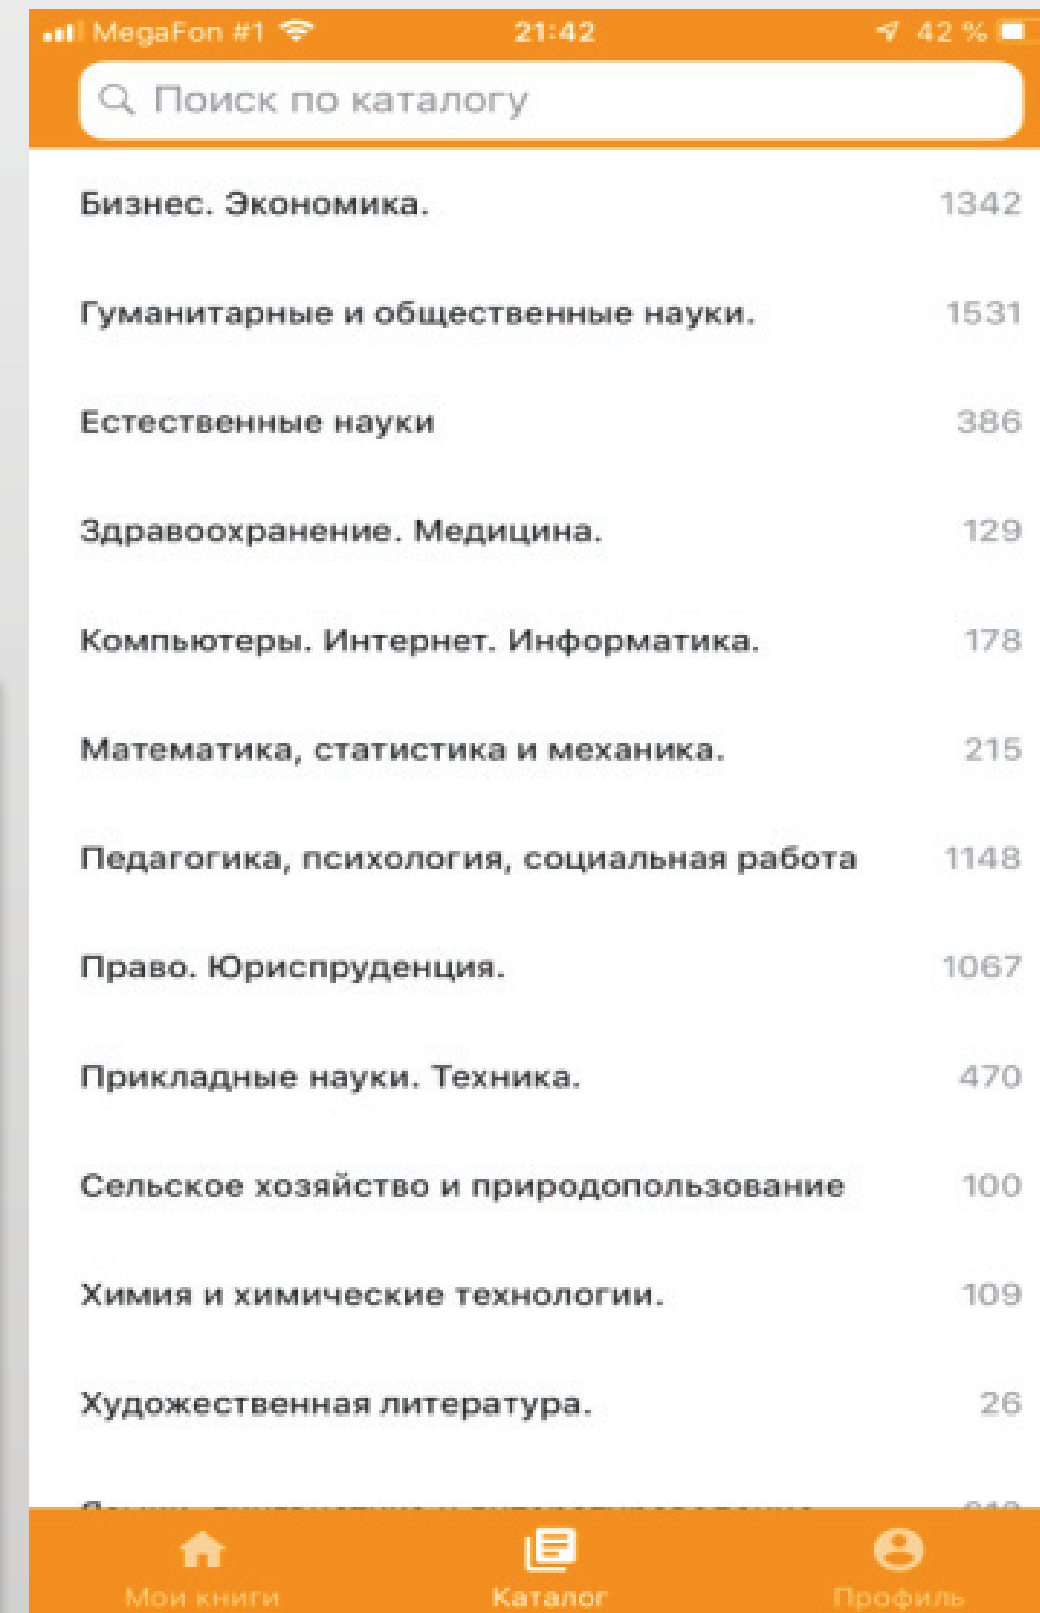 MegaFon #1 21:42 42 %
Поиск по каталогу
Бизнес. Экономика. 1342
Гуманитарные и общественные науки. 1531
Естественные науки 386
Здравоохранение. Медицина. 129
Компьютеры. Интернет. Информатика. 178
Математика, статистика и механика. 215
Педагогика, психология, социальная работа 1148
Право. Юриспруденция. 1067
Прикладные науки. Техника. 470
Сельское хозяйство и природопользование 100
Химия и химические технологии. 109
Художественная литература. 26
Мои книги Каталог Профиль